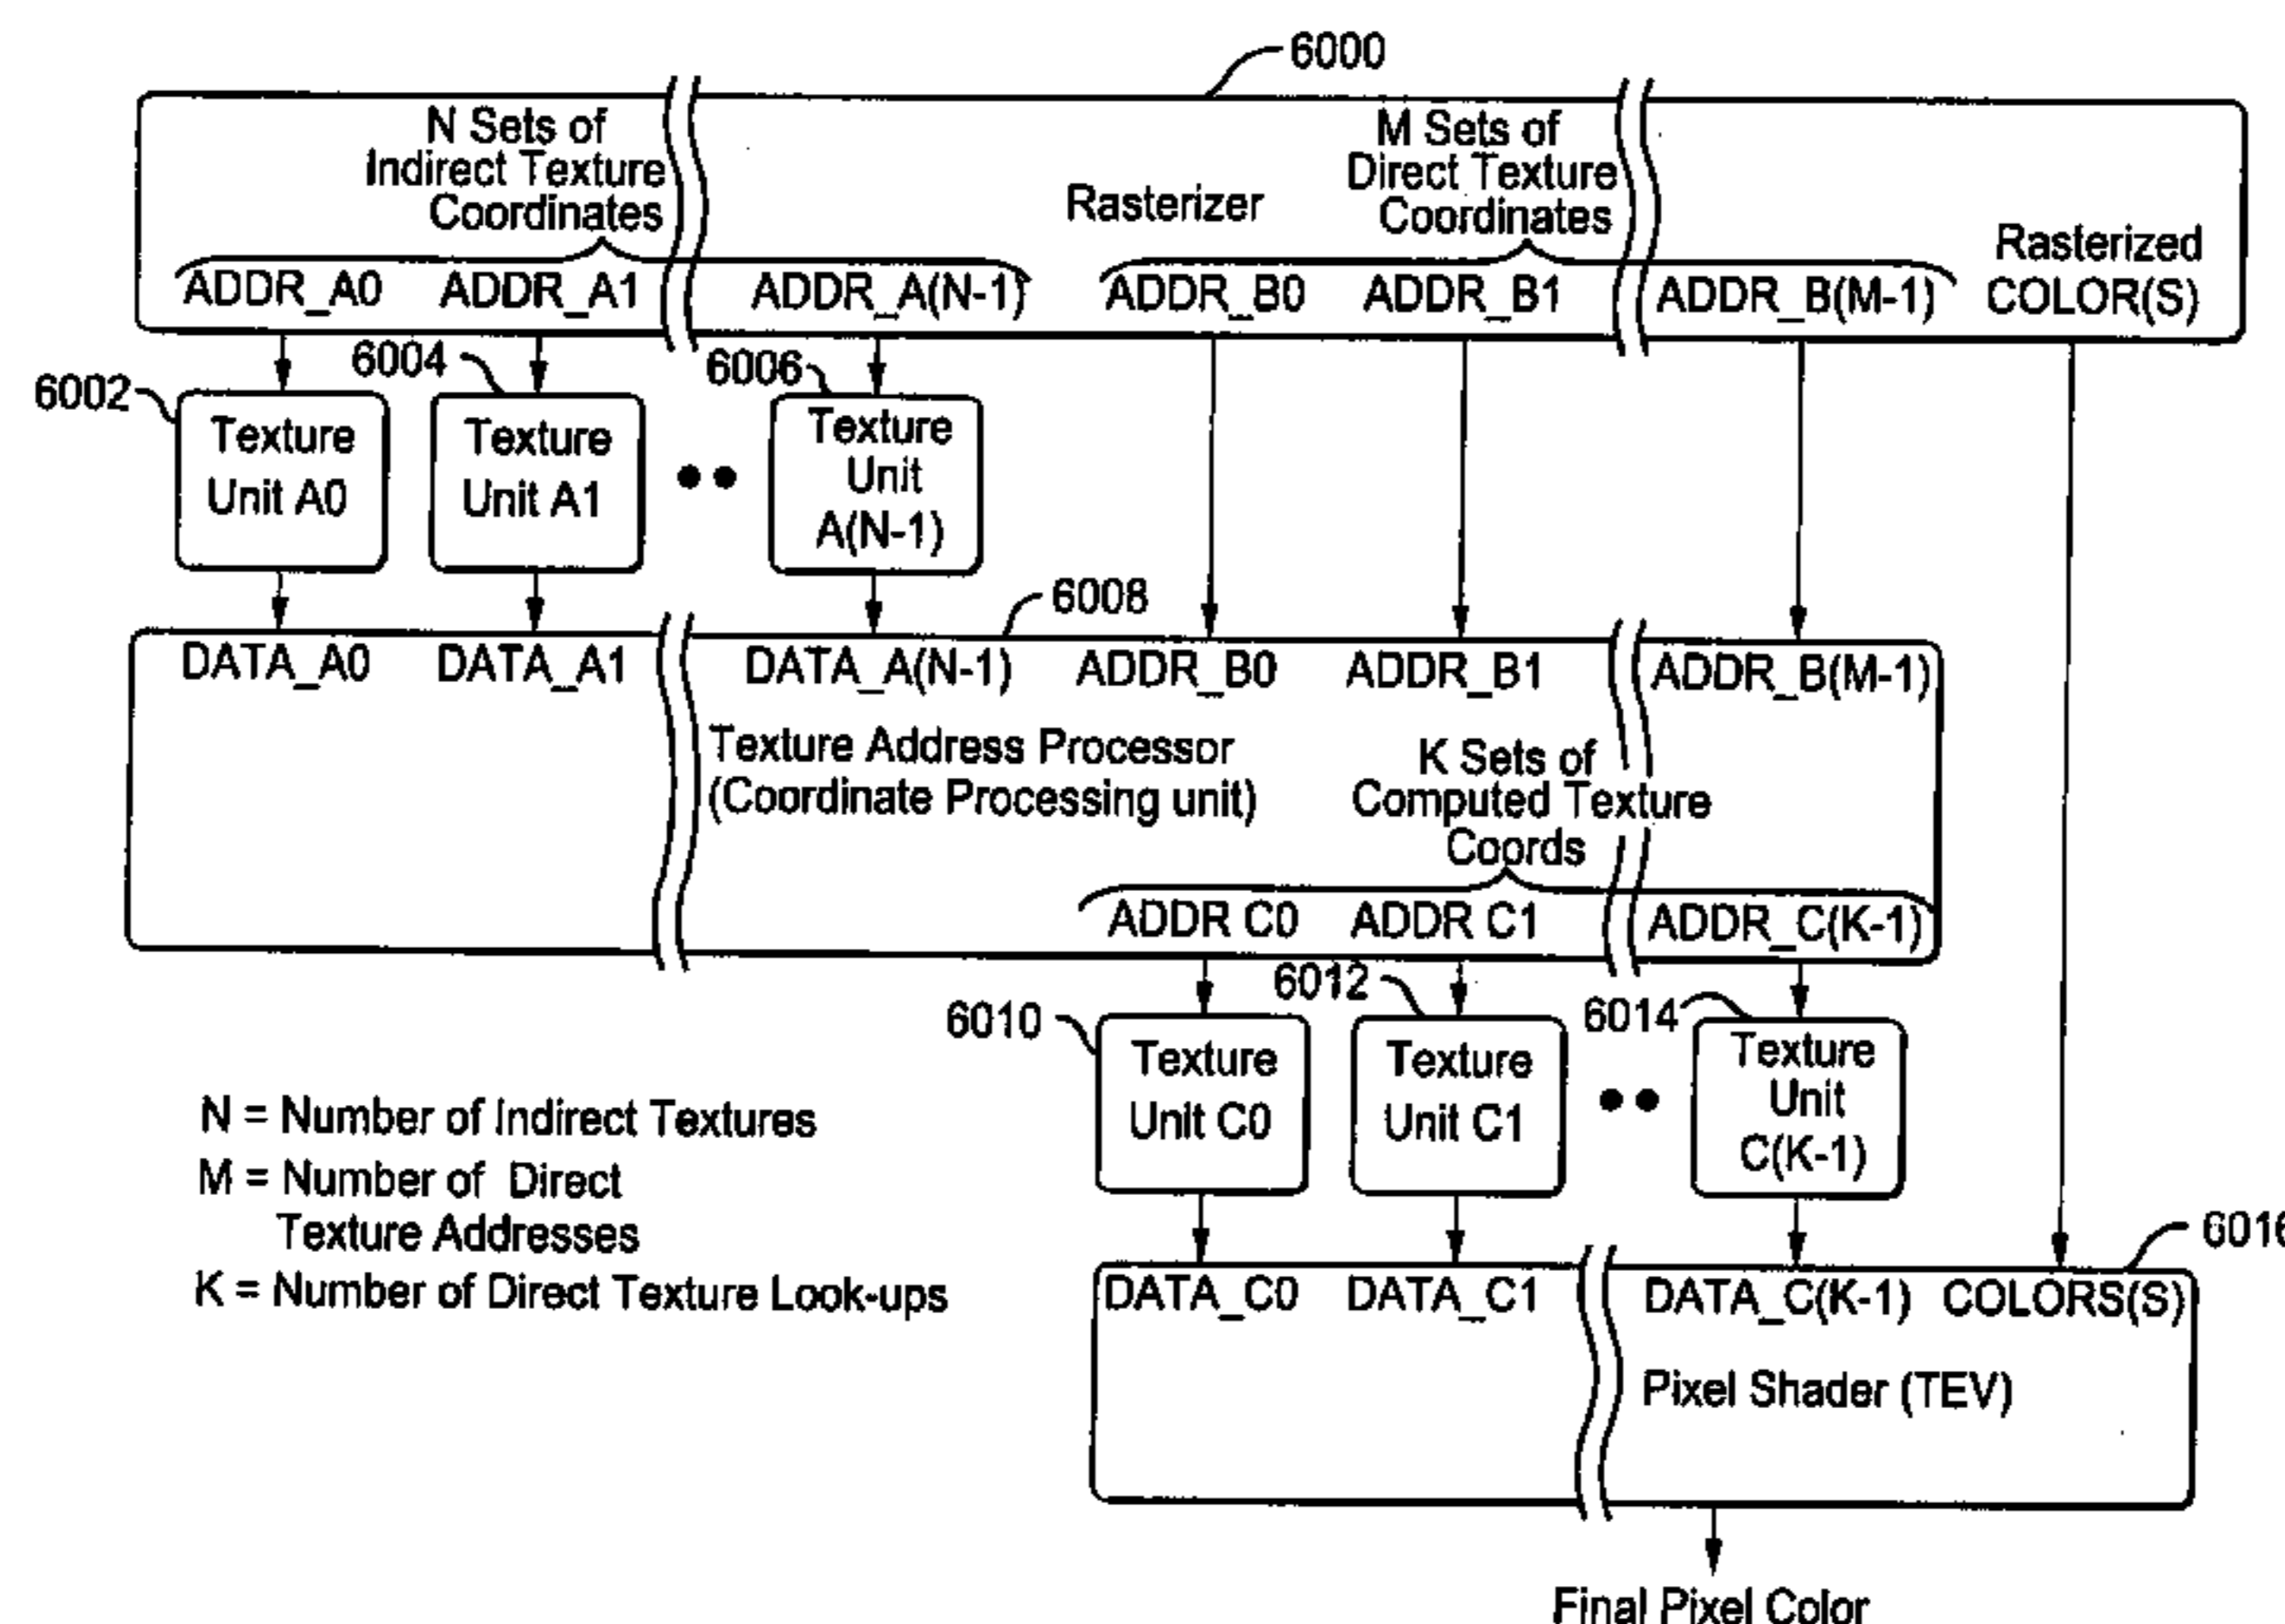 6000
N Sets of
Indirect Texture
Coordinates
Rasterizer
M Sets of
Direct Texture
Coordinates
Rasterized
COLOR(S)
ADDR_A0 ADDR_A1 ADDR_A(N-1) ADDR_B0 ADDR_B1 ADDR_B(M-1)
6002
6004
6006
Texture
Unit A0
Texture
Unit A1
Texture
Unit
A(N-1)
6008
DATA_A0 DATA_A1 DATA_A(N-1) ADDR_B0 ADDR_B1 ADDR_B(M-1)
Texture Address Processor
(Coordinate Processing unit)
K Sets of
Computed Texture
Coords
ADDR C0 ADDR C1 ADDR_C(K-1)
6010
6012
6014
Texture
Unit C0
Texture
Unit C1
Texture
Unit
C(K-1)
N = Number of Indirect Textures
M = Number of Direct
Texture Addresses
K = Number of Direct Texture Look-ups
6016
DATA_C0 DATA_C1 DATA_C(K-1) COLORS(S)
Pixel Shader (TEV)
Final Pixel Color